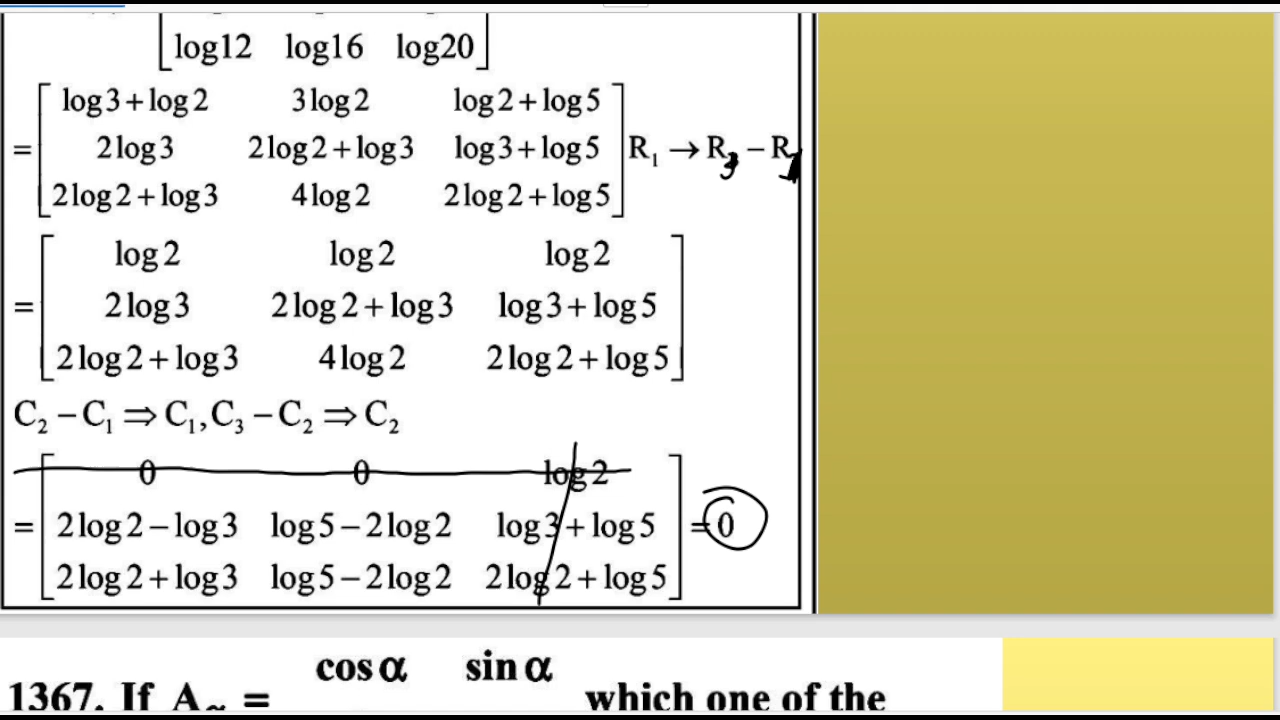 log12 log16 log20
log3+log2 3log2 log2+log5
= 2log3 2log2+log3 log3+log5 R₁ → R₃ − R₁
2log2+log3 4log2 2log2+log5
log2 log2 log2
= 2log3 2log2+log3 log3+log5
2log2+log3 4log2 2log2+log5
C₂ − C₁ ⇒ C₁, C₃ − C₂ ⇒ C₂
0 0 log2
= 2log2−log3 log5−2log2 log3+log5 = 0
2log2+log3 log5−2log2 2log2+log5
cos α sin α
1367. If Aα = which one of the